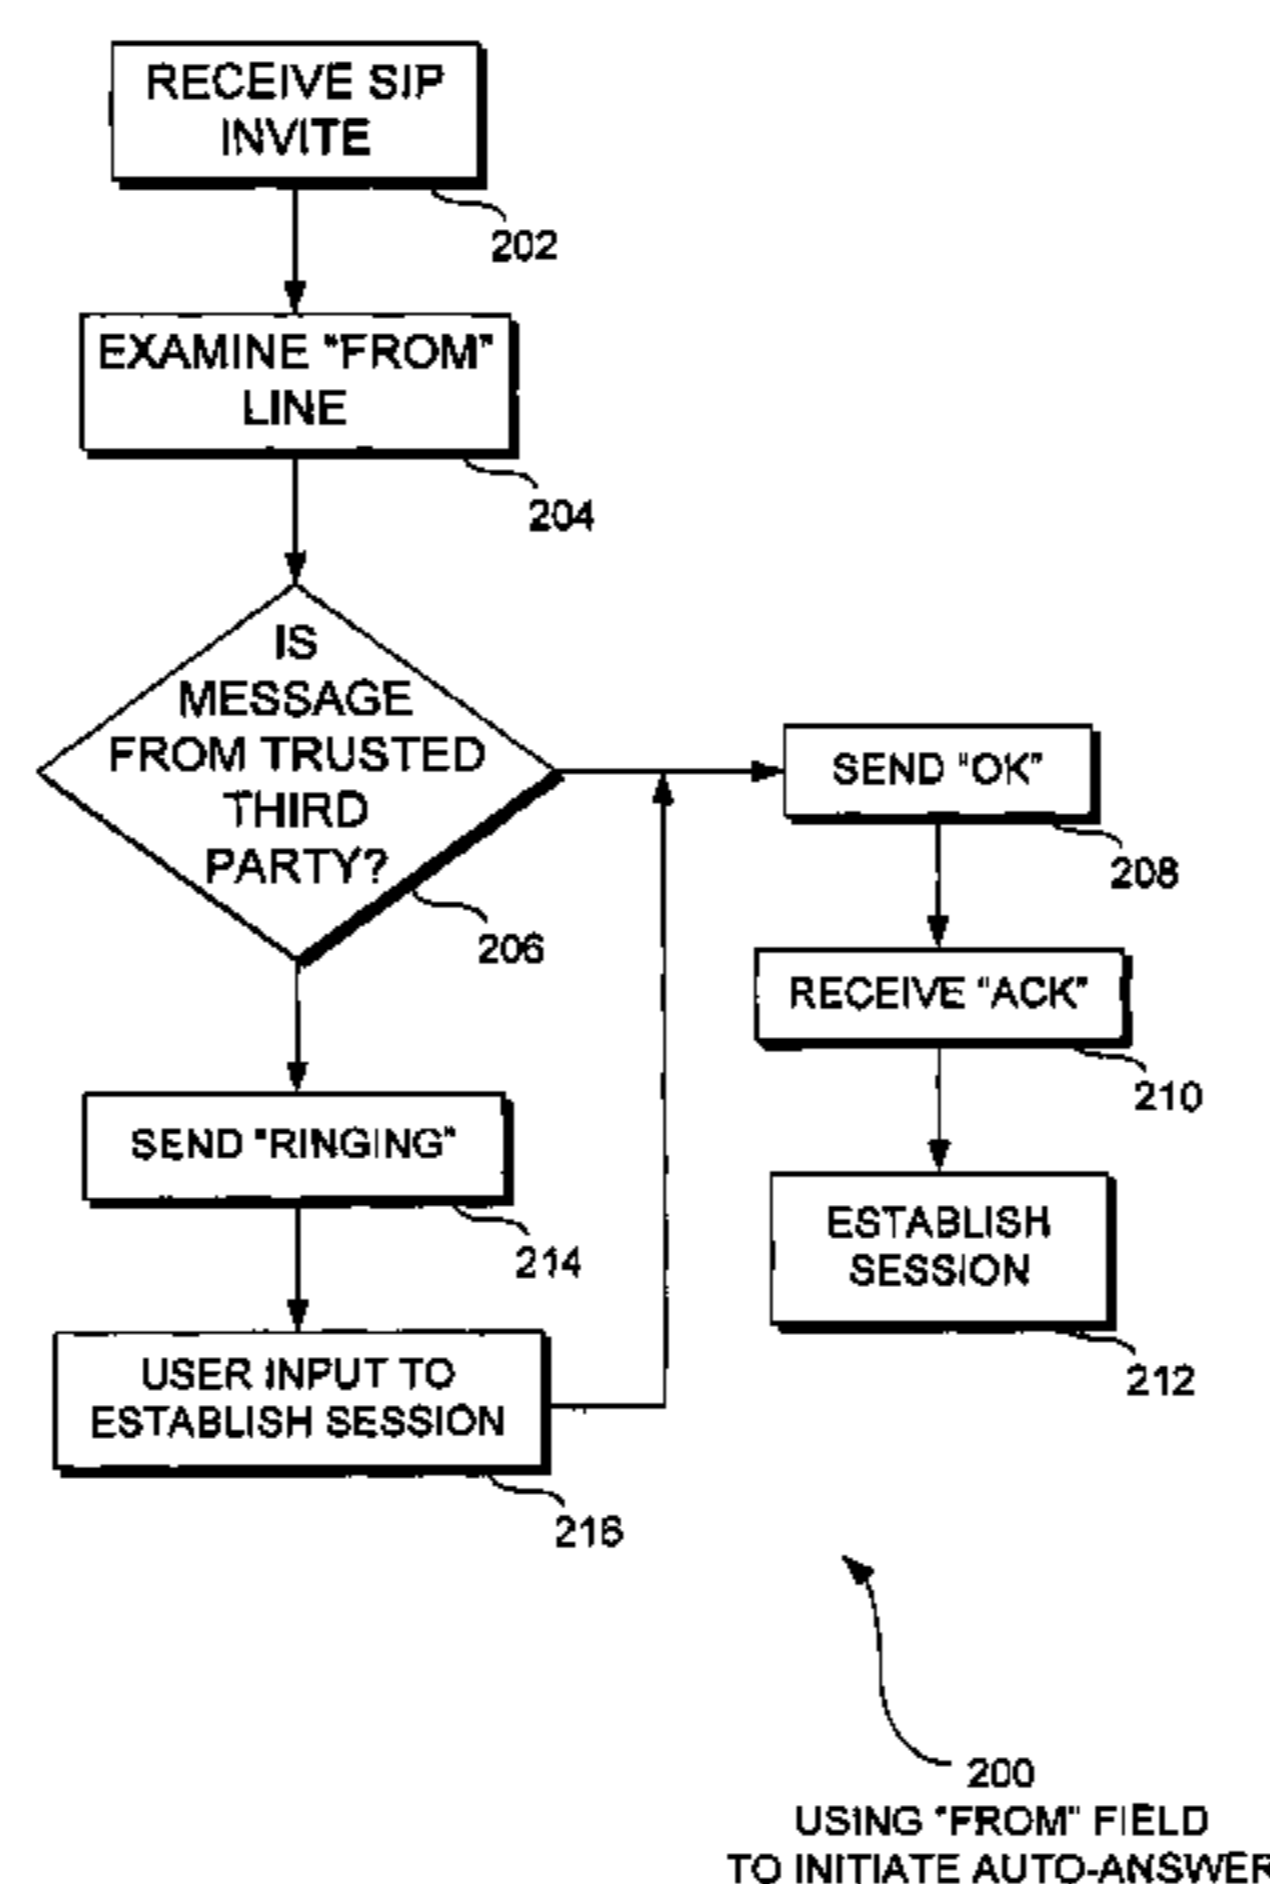 RECEIVE SIP
INVITE
202
EXAMINE "FROM"
LINE
204
IS
MESSAGE
FROM TRUSTED
THIRD
PARTY?
206
SEND "OK"
208
RECEIVE "ACK"
210
ESTABLISH
SESSION
212
SEND "RINGING"
214
USER INPUT TO
ESTABLISH SESSION
216
200
USING "FROM" FIELD
TO INITIATE AUTO-ANSWER